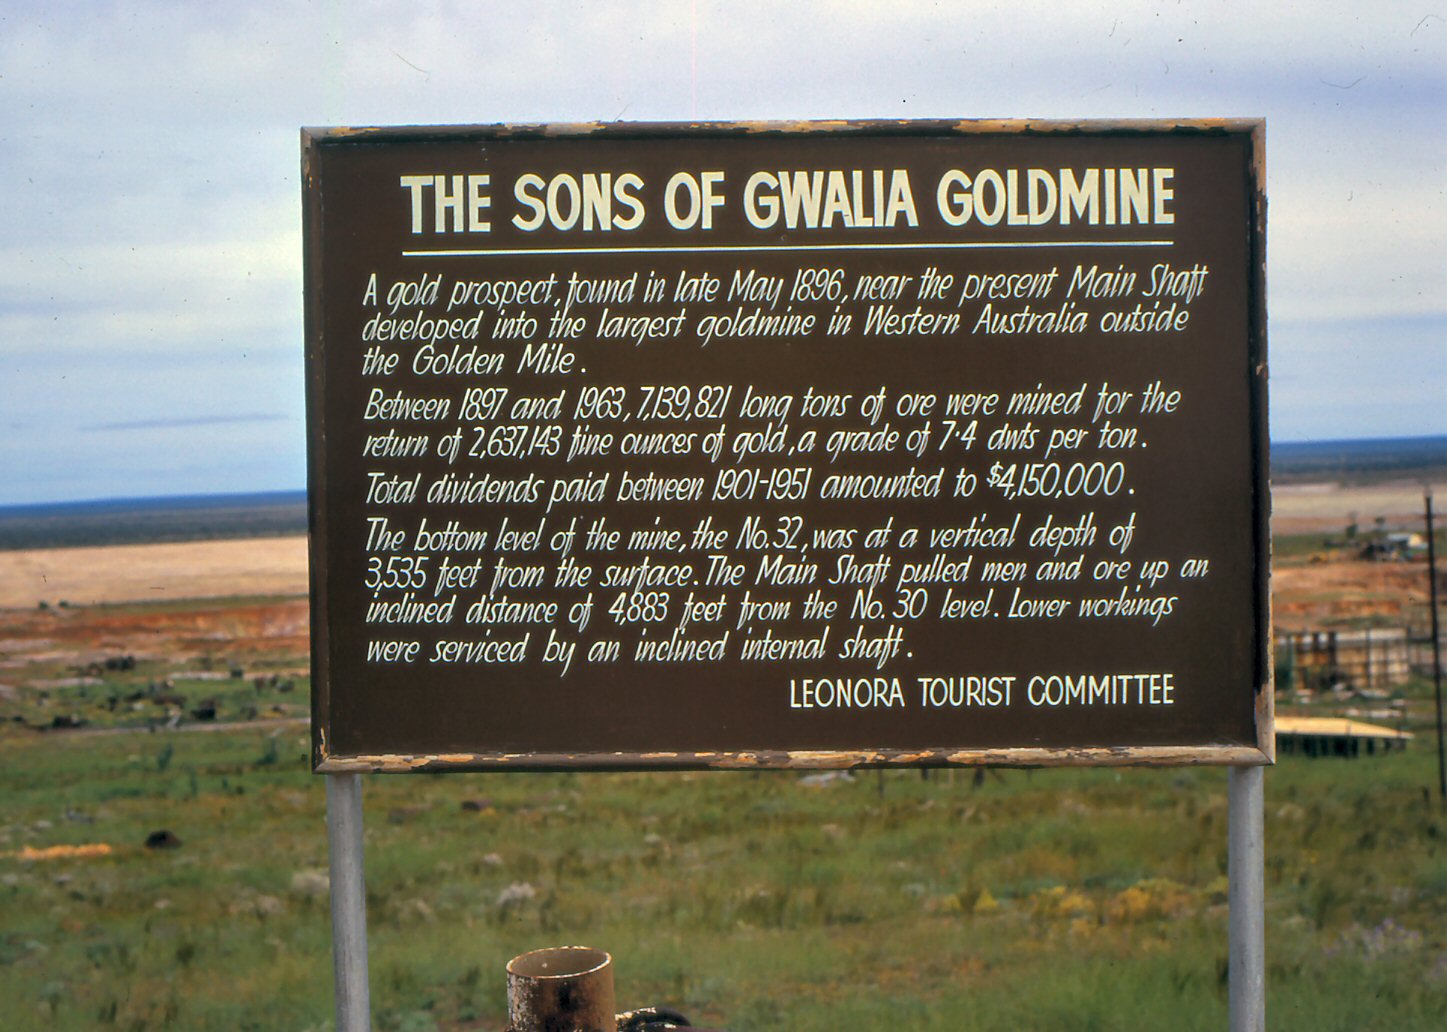 THE SONS OF GWALIA GOLDMINE
A gold prospect, found in late May 1896, near the present Main Shaft
developed into the largest goldmine in Western Australia outside
the Golden Mile.
Between 1897 and 1963, 7,139,821 long tons of ore were mined for the
return of 2,637,143 fine ounces of gold, a grade of 7·4 dwts per ton.
Total dividends paid between 1901-1951 amounted to $4,150,000.
The bottom level of the mine, the No. 32, was at a vertical depth of
3,535 feet from the surface. The Main Shaft pulled men and ore up an
inclined distance of 4,883 feet from the No. 30 level. Lower workings
were serviced by an inclined internal shaft.
LEONORA TOURIST COMMITTEE